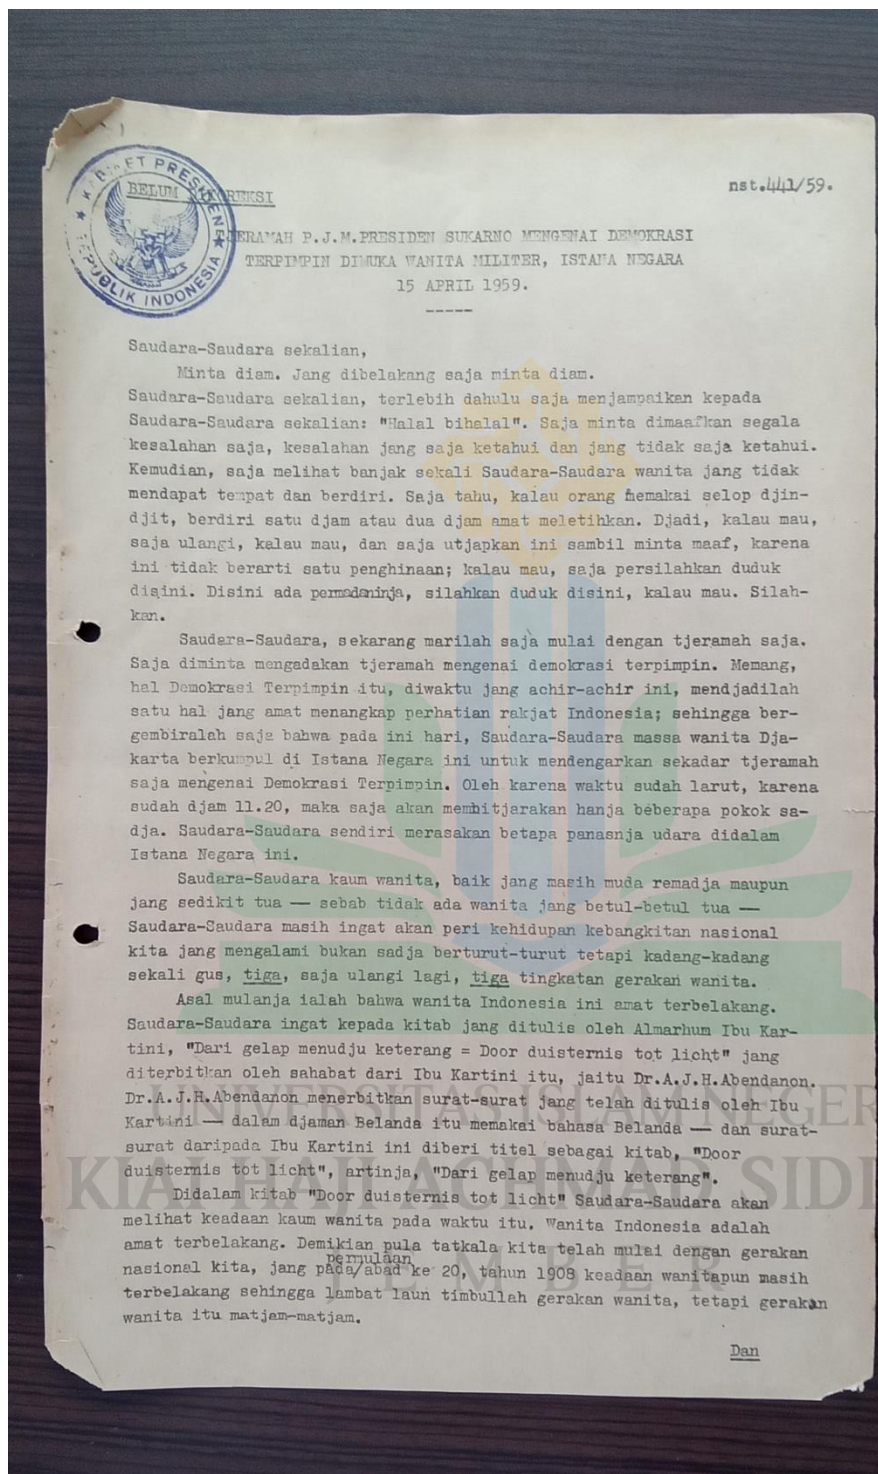 KABINET PRESIDEN
REPUBLIK INDONESIA
BELUM DIKOREKSI
nst.441/59.
TJERAMAH P.J.M.PRESIDEN SUKARNO MENGENAI DEMOKRASI
TERPIMPIN DIMUKA WANITA MILITER, ISTANA NEGARA
15 APRIL 1959.
-----
Saudara-Saudara sekalian,
Minta diam. Jang dibelakang saja minta diam.
Saudara-Saudara sekalian, terlebih dahulu saja menjampaikan kepada
Saudara-Saudara sekalian: "Halal bihalal". Saja minta dimaafkan segala
kesalahan saja, kesalahan jang saja ketahui dan jang tidak saja ketahui.
Kemudian, saja melihat banjak sekali Saudara-Saudara wanita jang tidak
mendapat tempat dan berdiri. Saja tahu, kalau orang memakai selop djin-
djit, berdiri satu djam atau dua djam amat meletihkan. Djadi, kalau mau,
saja ulangi, kalau mau, dan saja utjapkan ini sambil minta maaf, karena
ini tidak berarti satu penghinaan; kalau mau, saja persilahkan duduk
disini. Disini ada permadaninja, silahkan duduk disini, kalau mau. Silah-
kan.
Saudara-Saudara, sekarang marilah saja mulai dengan tjeramah saja.
Saja diminta mengadakan tjeramah mengenai demokrasi terpimpin. Memang,
hal Demokrasi Terpimpin itu, diwaktu jang achir-achir ini, mendjadilah
satu hal jang amat menangkap perhatian rakjat Indonesia; sehingga ber-
gembiralah saja bahwa pada ini hari, Saudara-Saudara massa wanita Dja-
karta berkumpul di Istana Negara ini untuk mendengarkan sekadar tjeramah
saja mengenai Demokrasi Terpimpin. Oleh karena waktu sudah larut, karena
sudah djam 11.20, maka saja akan membitjarakan hanja beberapa pokok sa-
dja. Saudara-Saudara sendiri merasakan betapa panasnja udara didalam
Istana Negara ini.
Saudara-Saudara kaum wanita, baik jang masih muda remadja maupun
jang sedikit tua — sebab tidak ada wanita jang betul-betul tua —
Saudara-Saudara masih ingat akan peri kehidupan kebangkitan nasional
kita jang mengalami bukan sadja berturut-turut tetapi kadang-kadang
sekali gus, tiga, saja ulangi lagi, tiga tingkatan gerakan wanita.
Asal mulanja ialah bahwa wanita Indonesia ini amat terbelakang.
Saudara-Saudara ingat kepada kitab jang ditulis oleh Almarhum Ibu Kar-
tini, "Dari gelap menudju keterang = Door duisternis tot licht" jang
diterbitkan oleh sahabat dari Ibu Kartini itu, jaitu Dr.A.J.H.Abendanon.
Dr.A.J.H.Abendanon menerbitkan surat-surat jang telah ditulis oleh Ibu
Kartini — dalam djaman Belanda itu memakai bahasa Belanda — dan surat-
surat daripada Ibu Kartini ini diberi titel sebagai kitab, "Door
duisternis tot licht", artinja, "Dari gelap menudju keterang".
Didalam kitab "Door duisternis tot licht" Saudara-Saudara akan
melihat keadaan kaum wanita pada waktu itu. Wanita Indonesia adalah
amat terbelakang. Demikian pula tatkala kita telah mulai dengan gerakan
permulaan
nasional kita, jang pada/abad ke 20, tahun 1908 keadaan wanitapun masih
terbelakang sehingga lambat laun timbullah gerakan wanita, tetapi gerakan
wanita itu matjam-matjam.
Dan
UNIVERSITAS ISLAM NEGER
KIAI HAJI ACHMAD SIDI
JEMBER